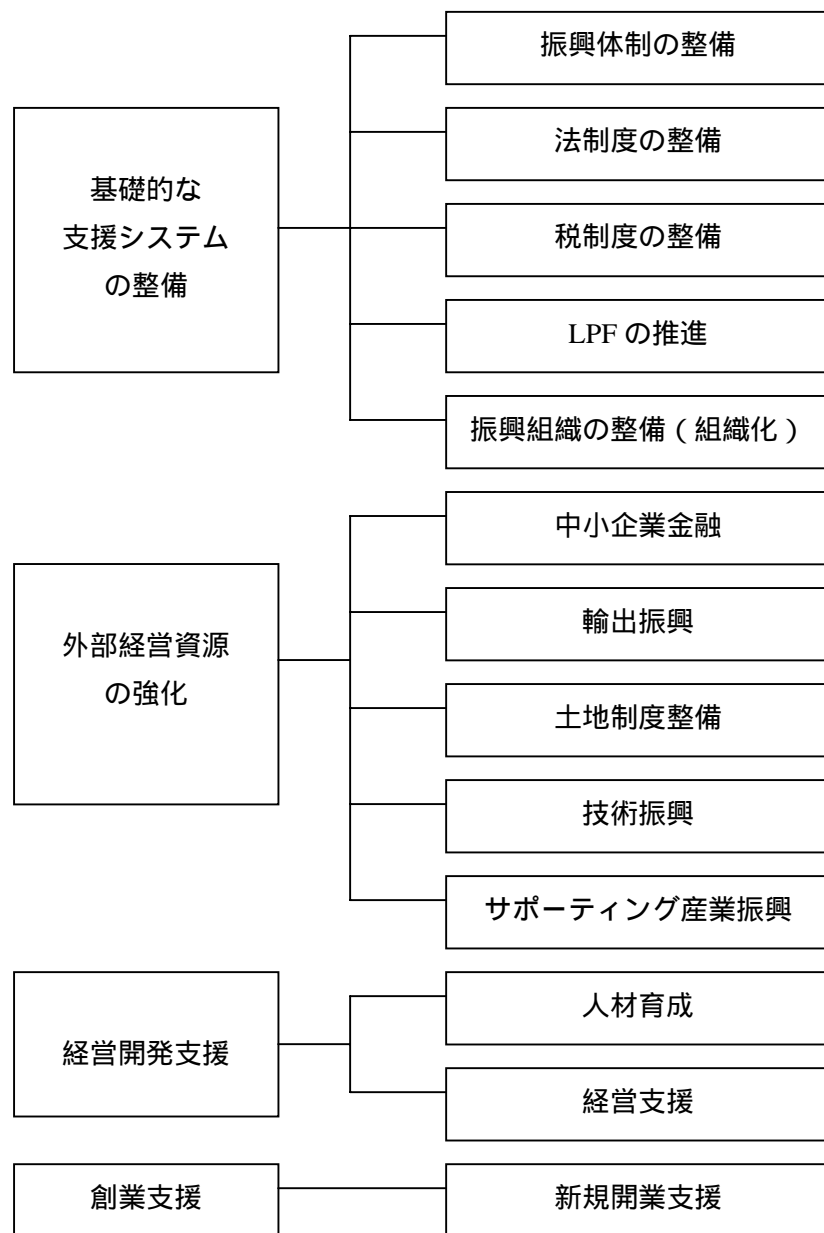 基礎的な
支援システム
の整備
振興体制の整備
法制度の整備
税制度の整備
LPF の推進
振興組織の整備（組織化）
外部経営資源
の強化
中小企業金融
輸出振興
土地制度整備
技術振興
サポーティング産業振興
経営開発支援
人材育成
経営支援
創業支援
新規開業支援